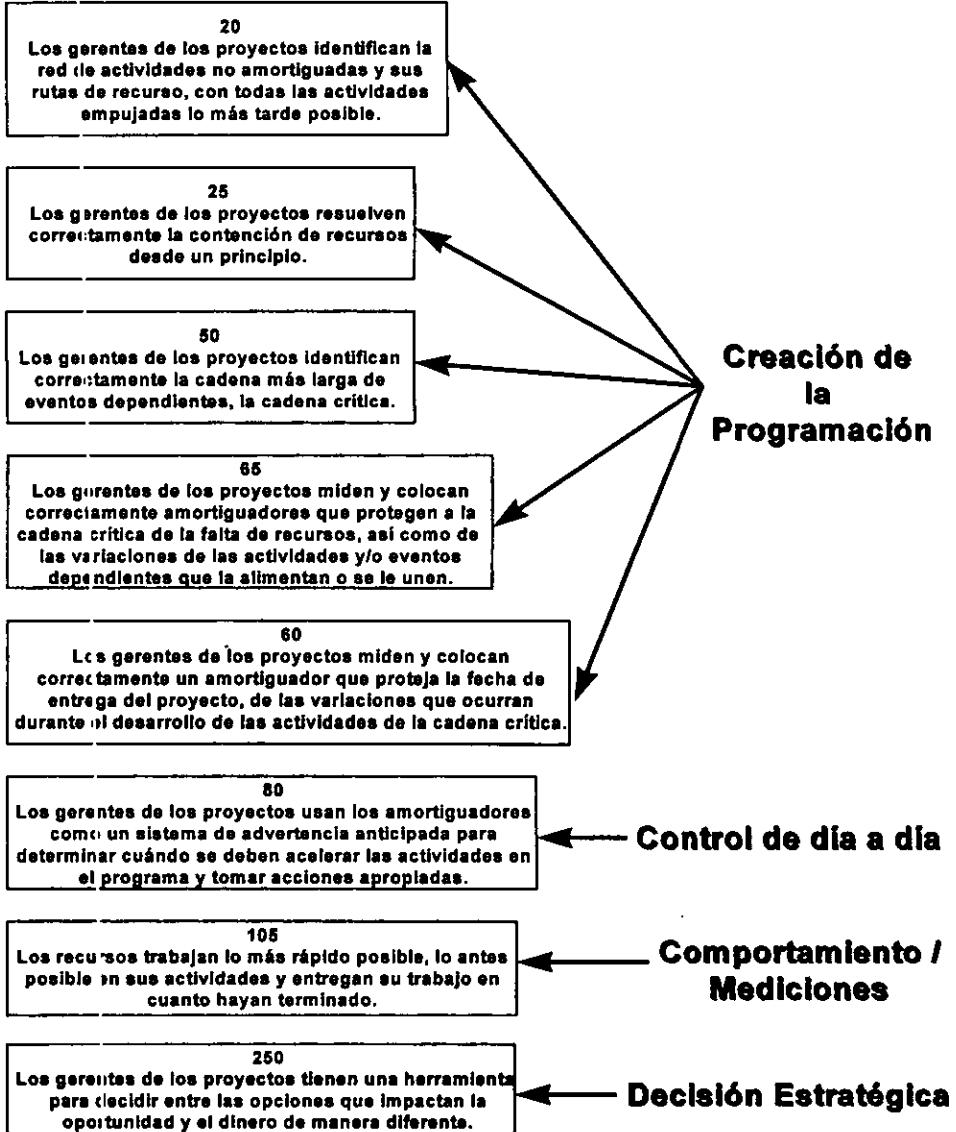 20
Los gerentes de los proyectos identifican la
red de actividades no amortiguadas y sus
rutas de recurso, con todas las actividades
empujadas lo más tarde posible.
25
Los gerentes de los proyectos resuelven
correctamente la contención de recursos
desde un principio.
50
Los gerentes de los proyectos identifican
correctamente la cadena más larga de
eventos dependientes, la cadena crítica.
65
Los gerentes de los proyectos miden y colocan
correctamente amortiguadores que protegen a la
cadena crítica de la falta de recursos, así como de
las variaciones de las actividades y/o eventos
dependientes que la alimentan o se le unen.
60
Los gerentes de los proyectos miden y colocan
correctamente un amortiguador que proteja la fecha de
entrega del proyecto, de las variaciones que ocurran
durante el desarrollo de las actividades de la cadena crítica.
Creación de
la
Programación
80
Los gerentes de los proyectos usan los amortiguadores
como un sistema de advertencia anticipada para
determinar cuándo se deben acelerar las actividades en
el programa y tomar acciones apropiadas.
Control de día a día
105
Los recursos trabajan lo más rápido posible, lo antes
posible en sus actividades y entregan su trabajo en
cuanto hayan terminado.
Comportamiento /
Mediciones
250
Los gerentes de los proyectos tienen una herramienta
para decidir entre las opciones que impactan la
oportunidad y el dinero de manera diferente.
Decisión Estratégica